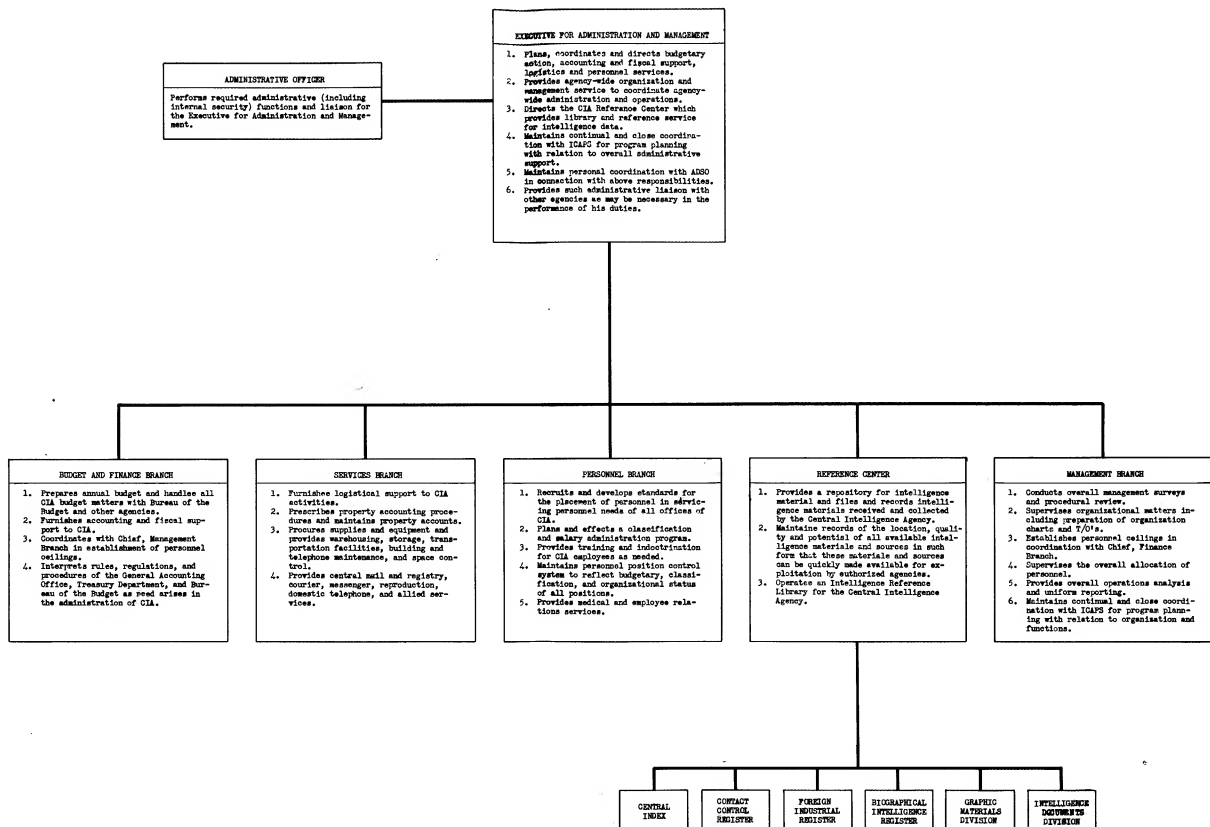 EXECUTIVE FOR ADMINISTRATION AND MANAGEMENT
1. Plans, coordinates and directs budgetary
action, accounting and fiscal support,
logistics and personnel services.
2. Provides agency-wide organization and
management service to coordinate agency-
wide administration and operations.
3. Directs the CIA Reference Center which
provides library and reference service
for intelligence data.
4. Maintains continual and close coordina-
tion with ICAPS for program planning
with relation to overall administrative
support.
5. Maintains personal coordination with ADSO
in connection with above responsibilities.
6. Provides such administrative liaison with
other agencies as may be necessary in the
performance of his duties.
ADMINISTRATIVE OFFICER
Performs required administrative (including
internal security) functions and liaison for
the Executive for Administration and Manage-
ment.
BUDGET AND FINANCE BRANCH
1. Prepares annual budget and handles all
CIA budget matters with Bureau of the
Budget and other agencies.
2. Furnishes accounting and fiscal sup-
port to CIA.
3. Coordinates with Chief, Management
Branch in establishment of personnel
ceilings.
4. Interprets rules, regulations, and
procedures of the General Accounting
Office, Treasury Department, and Bur-
eau of the Budget as need arises in
the administration of CIA.
SERVICES BRANCH
1. Furnishes logistical support to CIA
activities.
2. Prescribes property accounting proce-
dures and maintains property accounts.
3. Procures supplies and equipment and
provides warehousing, storage, trans-
portation facilities, building and
telephone maintenance, and space con-
trol.
4. Provides central mail and registry,
courier, messenger, reproduction,
domestic telephone, and allied ser-
vices.
PERSONNEL BRANCH
1. Recruits and develops standards for
the placement of personnel in servic-
ing personnel needs of all offices of
CIA.
2. Plans and effects a classification
and salary administration program.
3. Provides training and indoctrination
for CIA employees as needed.
4. Maintains personnel position control
system to reflect budgetary, classi-
fication, and organizational status
of all positions.
5. Provides medical and employee rela-
tions services.
REFERENCE CENTER
1. Provides a repository for intelligence
material and files and records intelli-
gence materials received and collected
by the Central Intelligence Agency.
2. Maintains records of the location, quali-
ty and potential of all available intel-
ligence materials and sources in such
form that these materials and sources
can be quickly made available for ex-
ploitation by authorized agencies.
3. Operates an Intelligence Reference
Library for the Central Intelligence
Agency.
MANAGEMENT BRANCH
1. Conducts overall management surveys
and procedural review.
2. Supervises organizational matters in-
cluding preparation of organization
charts and T/O's.
3. Establishes personnel ceilings in
coordination with Chief, Finance
Branch.
4. Supervises the overall allocation of
personnel.
5. Provides overall operations analysis
and uniform reporting.
6. Maintains continual and close coordi-
nation with ICAPS for program plann-
ing with relation to organization and
functions.
CENTRAL
INDEX
CONTACT
CONTROL
REGISTER
FOREIGN
INDUSTRIAL
REGISTER
BIOGRAPHICAL
INTELLIGENCE
REGISTER
GRAPHIC
MATERIALS
DIVISION
INTELLIGENCE
DOCUMENTS
DIVISION